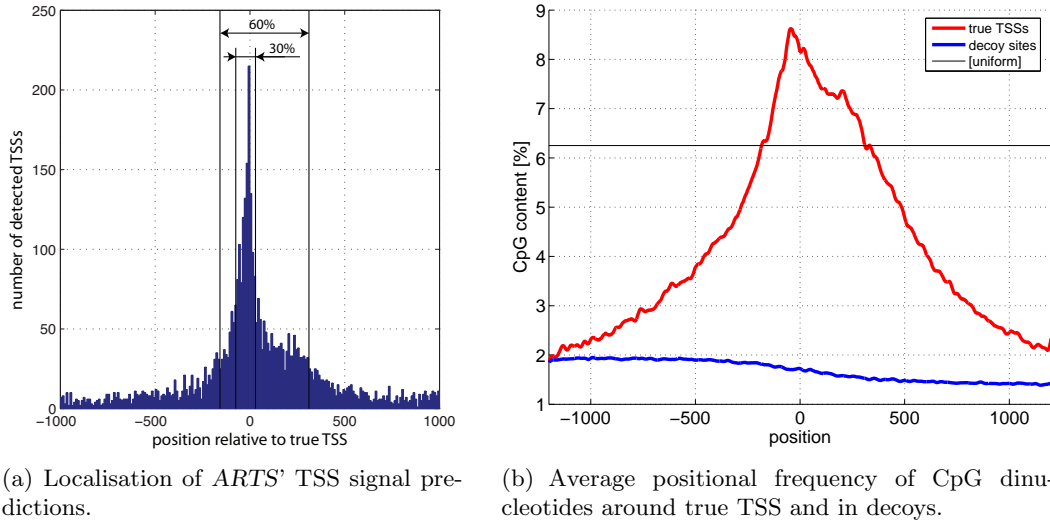 250
200
150
100
50
0
number of detected TSSs
60%
30%
−1000
−500
0
500
1000
position relative to true TSS
9
8
7
6
5
4
3
2
1
CpG content [%]
true TSSs
decoy sites
[uniform]
−1000
−500
0
500
1000
position
(a) Localisation of ARTS' TSS signal pre-
dictions.
(b) Average positional frequency of CpG dinu-
cleotides around true TSS and in decoys.